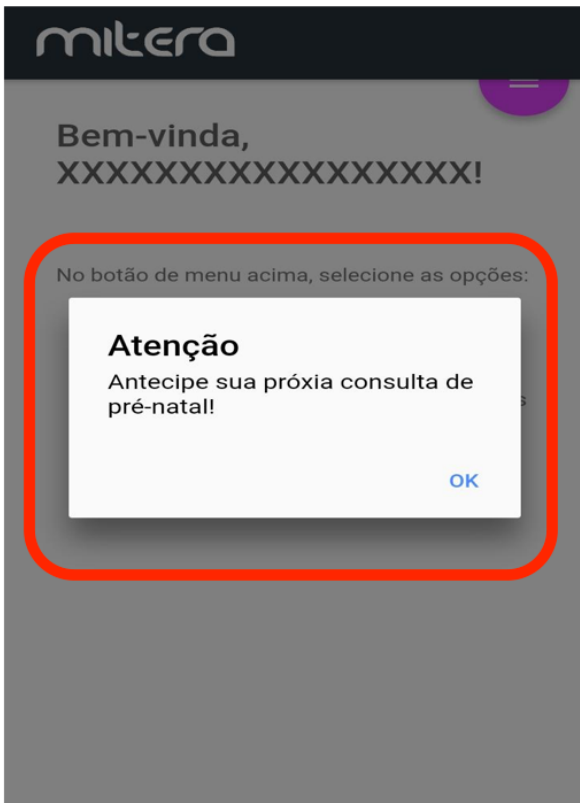 mitera
Bem-vinda,
XXXXXXXXXXXXXXXXXX!
No botão de menu acima, selecione as opções:
Atenção
Antecipe sua próxia consulta de
pré-natal!
s
OK